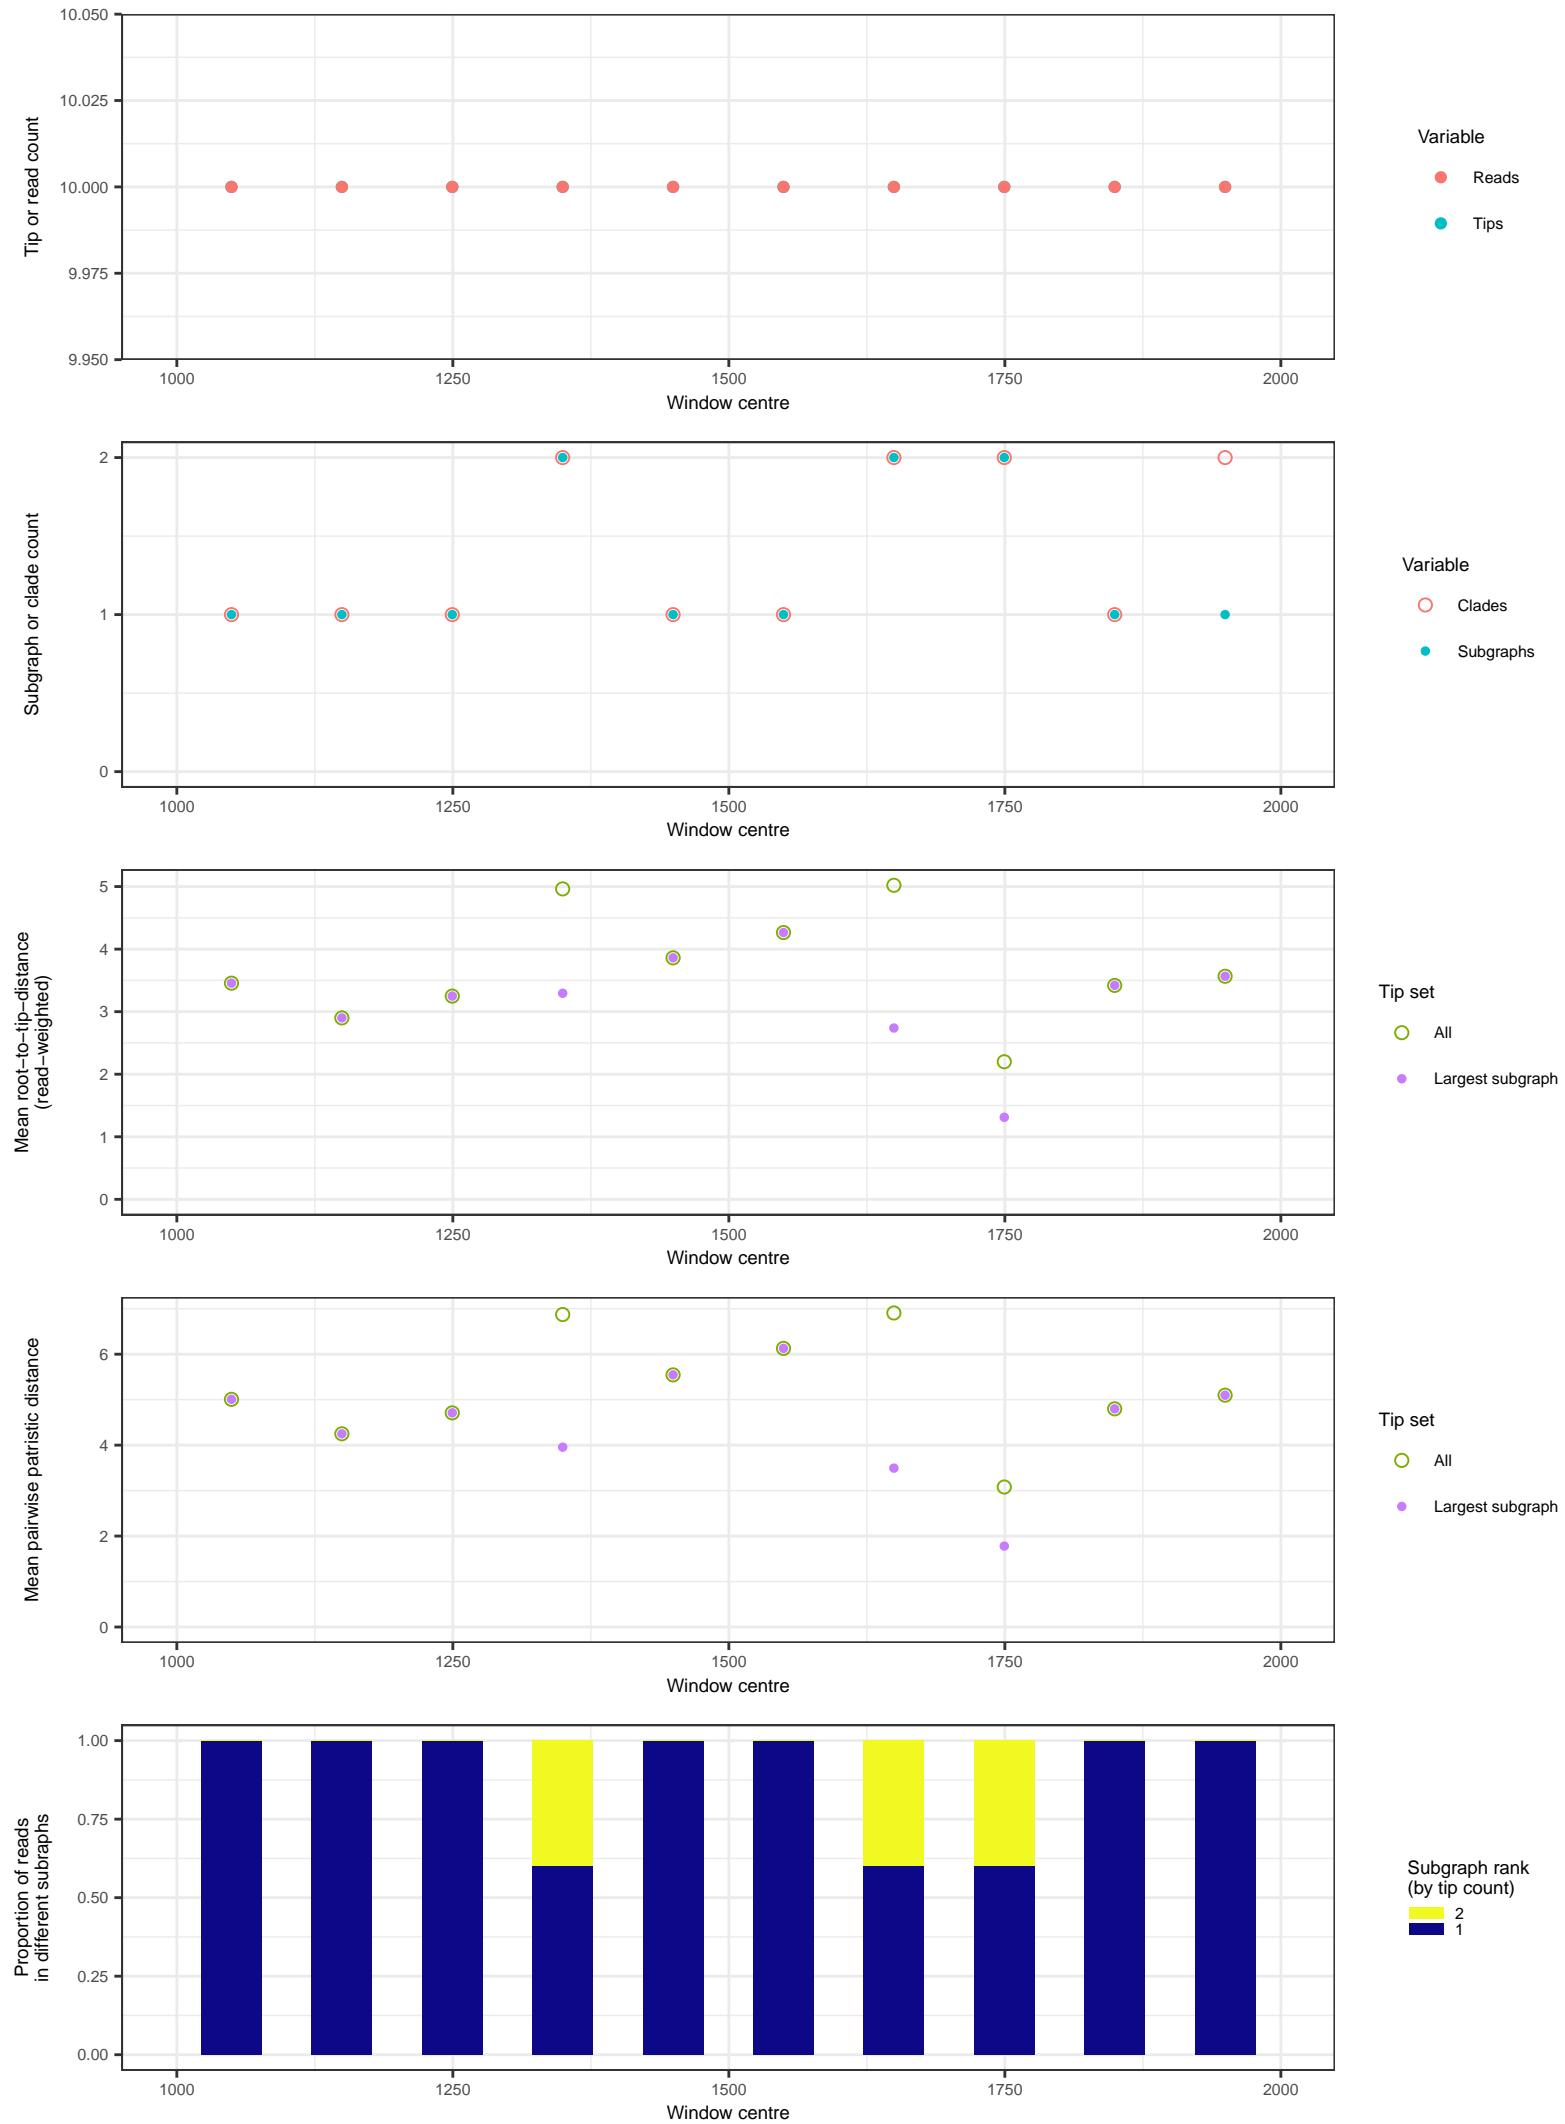 10.050
10.025
10.000
9.975
9.950
Tip or read count
1000 1250 1500 1750 2000
Window centre
Variable
Reads
Tips
2
1
0
Subgraph or clade count
1000 1250 1500 1750 2000
Window centre
Variable
Clades
Subgraphs
5
4
3
2
1
0
Mean root−to−tip−distance
(read−weighted)
1000 1250 1500 1750 2000
Window centre
Tip set
All
Largest subgraph
6
4
2
0
Mean pairwise patristic distance
1000 1250 1500 1750 2000
Window centre
Tip set
All
Largest subgraph
1.00
0.75
0.50
0.25
0.00
Proportion of reads
in different subraphs
1000 1250 1500 1750 2000
Window centre
Subgraph rank
(by tip count)
2
1